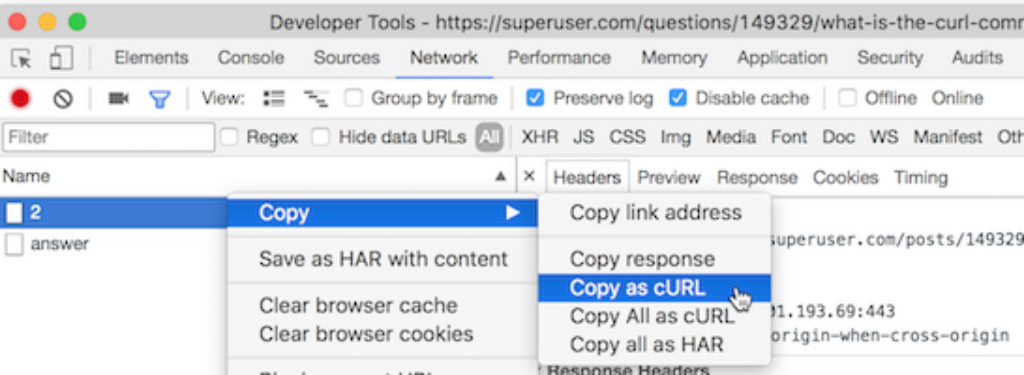 Developer Tools - https://superuser.com/questions/149329/what-is-the-curl-comm
Elements Console Sources Network Performance Memory Application Security Audits
View: Group by frame Preserve log Disable cache Offline Online
Filter Regex Hide data URLs All XHR JS CSS Img Media Font Doc WS Manifest Oth
Name Headers Preview Response Cookies Timing
2 Copy Copy link address
answer superuser.com/posts/149329
Save as HAR with content Copy response
Copy as cURL
Clear browser cache Copy All as cURL 01.193.69:443
Clear browser cookies Copy all as HAR origin-when-cross-origin
Response Headers